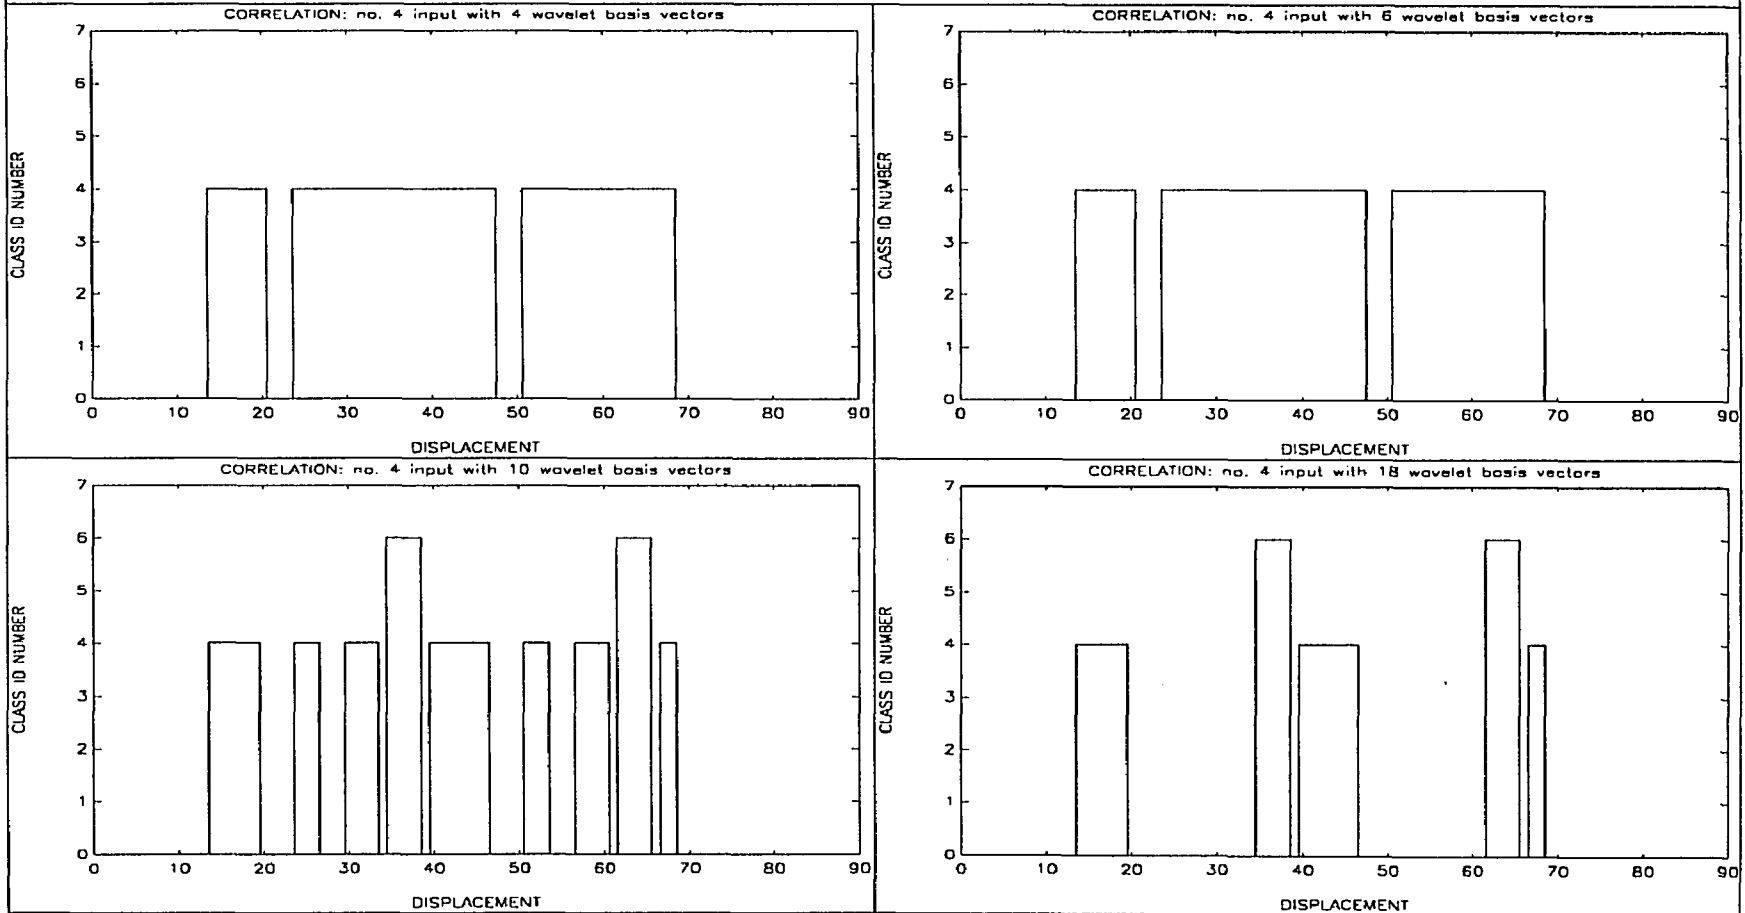 CORRELATION: no. 4 input with 4 wavelet basis vectors
7
6
5
4
3
2
1
0
CLASS ID NUMBER
0 10 20 30 40 50 60 70 80 90
DISPLACEMENT
CORRELATION: no. 4 input with 6 wavelet basis vectors
7
6
5
4
3
2
1
0
CLASS ID NUMBER
0 10 20 30 40 50 60 70 80 90
DISPLACEMENT
CORRELATION: no. 4 input with 10 wavelet basis vectors
7
6
5
4
3
2
1
0
CLASS ID NUMBER
0 10 20 30 40 50 60 70 80 90
DISPLACEMENT
CORRELATION: no. 4 input with 18 wavelet basis vectors
7
6
5
4
3
2
1
0
CLASS ID NUMBER
0 10 20 30 40 50 60 70 80 90
DISPLACEMENT